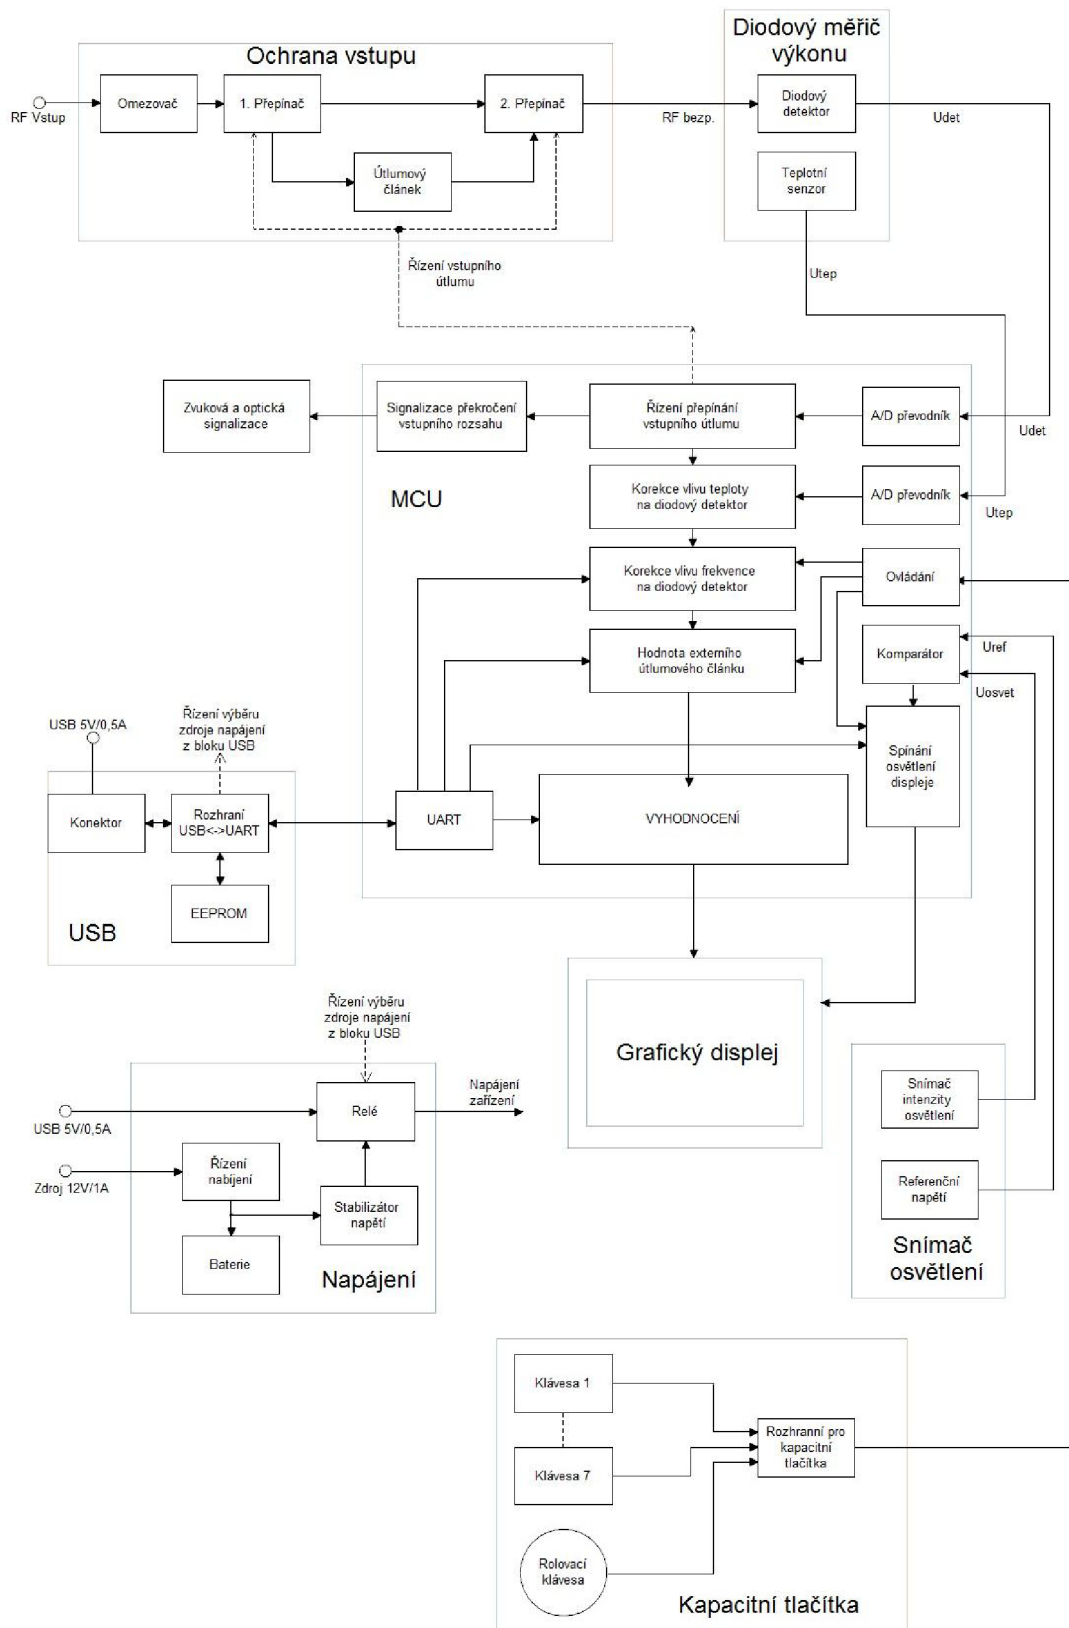 Ochrana vstupu
Diodový měřič
výkonu
RF Vstup
Omezovač
1. Přepínač
2. Přepínač
Útlumový
článek
RF bezp.
Diodový
detektor
Udet
Teplotní
senzor
Řízení vstupního
útlumu
Utep
Zvuková a optická
signalizace
Signalizace překročení
vstupního rozsahu
Řízení přepínání
vstupního útlumu
A/D převodník
Udet
MCU
Korekce vlivu teploty
na diodový detektor
A/D převodník
Utep
Korekce vlivu frekvence
na diodový detektor
Ovládání
Hodnota externího
útlumového článku
Komparátor
Uref
Uosvet
Spínání
osvětlení
displeje
USB 5V/0,5A
Řízení výběru
zdroje napájení
z bloku USB
Konektor
Rozhraní
USB<->UART
UART
VYHODNOCENÍ
EEPROM
USB
Řízení výběru
zdroje napájení
z bloku USB
Grafický displej
USB 5V/0,5A
Relé
Napájení
zařízení
Zdroj 12V/1A
Řízení
nabíjení
Stabilizátor
napětí
Baterie
Napájení
Snímač
intenzity
osvětlení
Referenční
napětí
Snímač
osvětlení
Klávesa 1
Klávesa 7
Rozhranní pro
kapacitní
tlačítka
Rolovací
klávesa
Kapacitní tlačítka